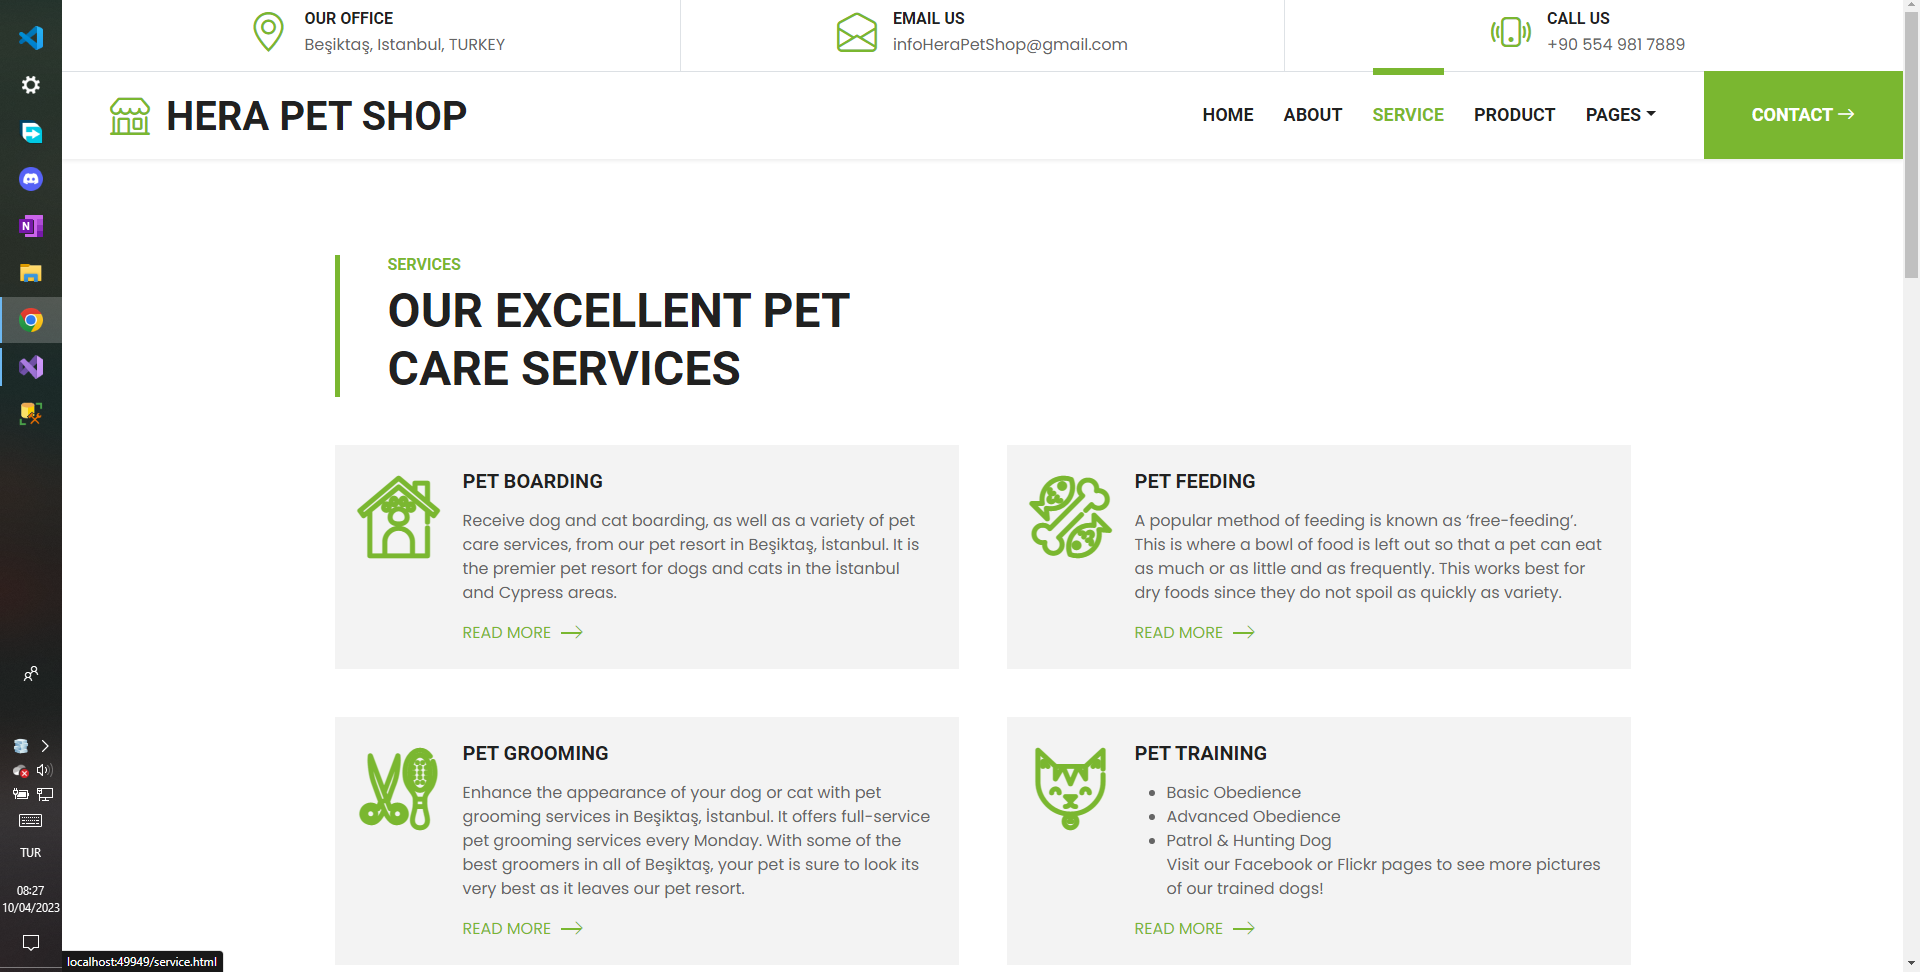 OUR OFFICE
Beşiktaş, Istanbul, TURKEY
EMAIL US
infoHeraPetShop@gmail.com
CALL US
+90 554 981 7889
HERA PET SHOP
HOME
ABOUT
SERVICE
PRODUCT
PAGES
CONTACT
SERVICES
OUR EXCELLENT PET
CARE SERVICES
PET BOARDING
Receive dog and cat boarding, as well as a variety of pet
care services, from our pet resort in Beşiktaş, İstanbul. It is
the premier pet resort for dogs and cats in the İstanbul
and Cypress areas.
READ MORE
PET FEEDING
A popular method of feeding is known as ‘free-feeding’.
This is where a bowl of food is left out so that a pet can eat
as much or as little and as frequently. This works best for
dry foods since they do not spoil as quickly as variety.
READ MORE
PET GROOMING
Enhance the appearance of your dog or cat with pet
grooming services in Beşiktaş, İstanbul. It offers full-service
pet grooming services every Monday. With some of the
best groomers in all of Beşiktaş, your pet is sure to look its
very best as it leaves our pet resort.
READ MORE
PET TRAINING
Basic Obedience
Advanced Obedience
Patrol & Hunting Dog
Visit our Facebook or Flickr pages to see more pictures
of our trained dogs!
READ MORE
N
TUR
08:27
10/04/2023
localhost:49949/service.html